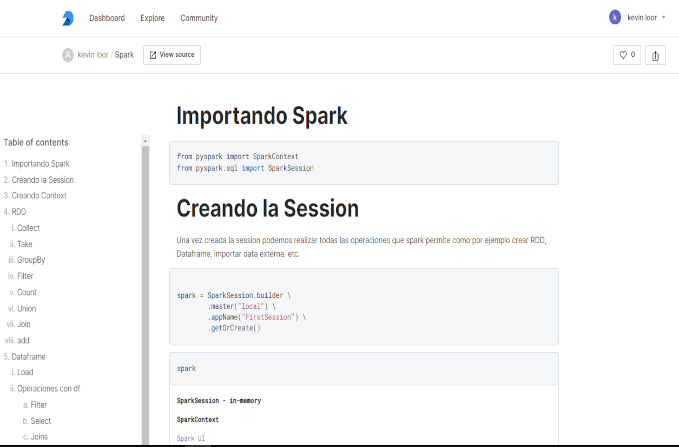 Dashboard Explore Community
k kevin loor
kevin loor / Spark View source 0
Importando Spark
Table of contents
from pyspark import SparkContext
from pyspark.sql import SparkSession
1. Importando Spark
2. Creando la Session
3. Creando Context
4. RDD
i. Collect
ii. Take
iii. GroupBy
iv. Filter
v. Count
vi. Union
vii. Join
viii. add
5. Dataframe
i. Load
ii. Operaciones con df
a. Filter
b. Select
c. Joins
Creando la Session
Una vez creada la session podemos realizar todas las operaciones que spark permite como por ejemplo crear RDD,
Dataframe, importar data externa, etc.
spark = SparkSession.builder \
.master("local") \
.appName("FirstSession") \
.getOrCreate()
spark
SparkSession - in-memory
SparkContext
Spark UI